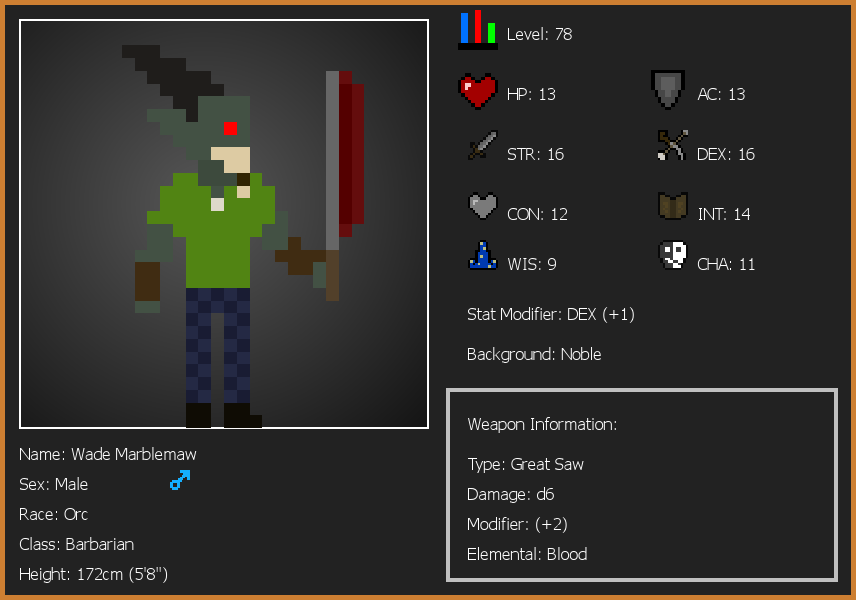 Level: 78
HP: 13
AC: 13
STR: 16
DEX: 16
CON: 12
INT: 14
WIS: 9
CHA: 11
Stat Modifier: DEX (+1)
Background: Noble
Weapon Information:
Type: Great Saw
Damage: d6
Modifier: (+2)
Elemental: Blood
Name: Wade Marblemaw
Sex: Male
Race: Orc
Class: Barbarian
Height: 172cm (5'8")